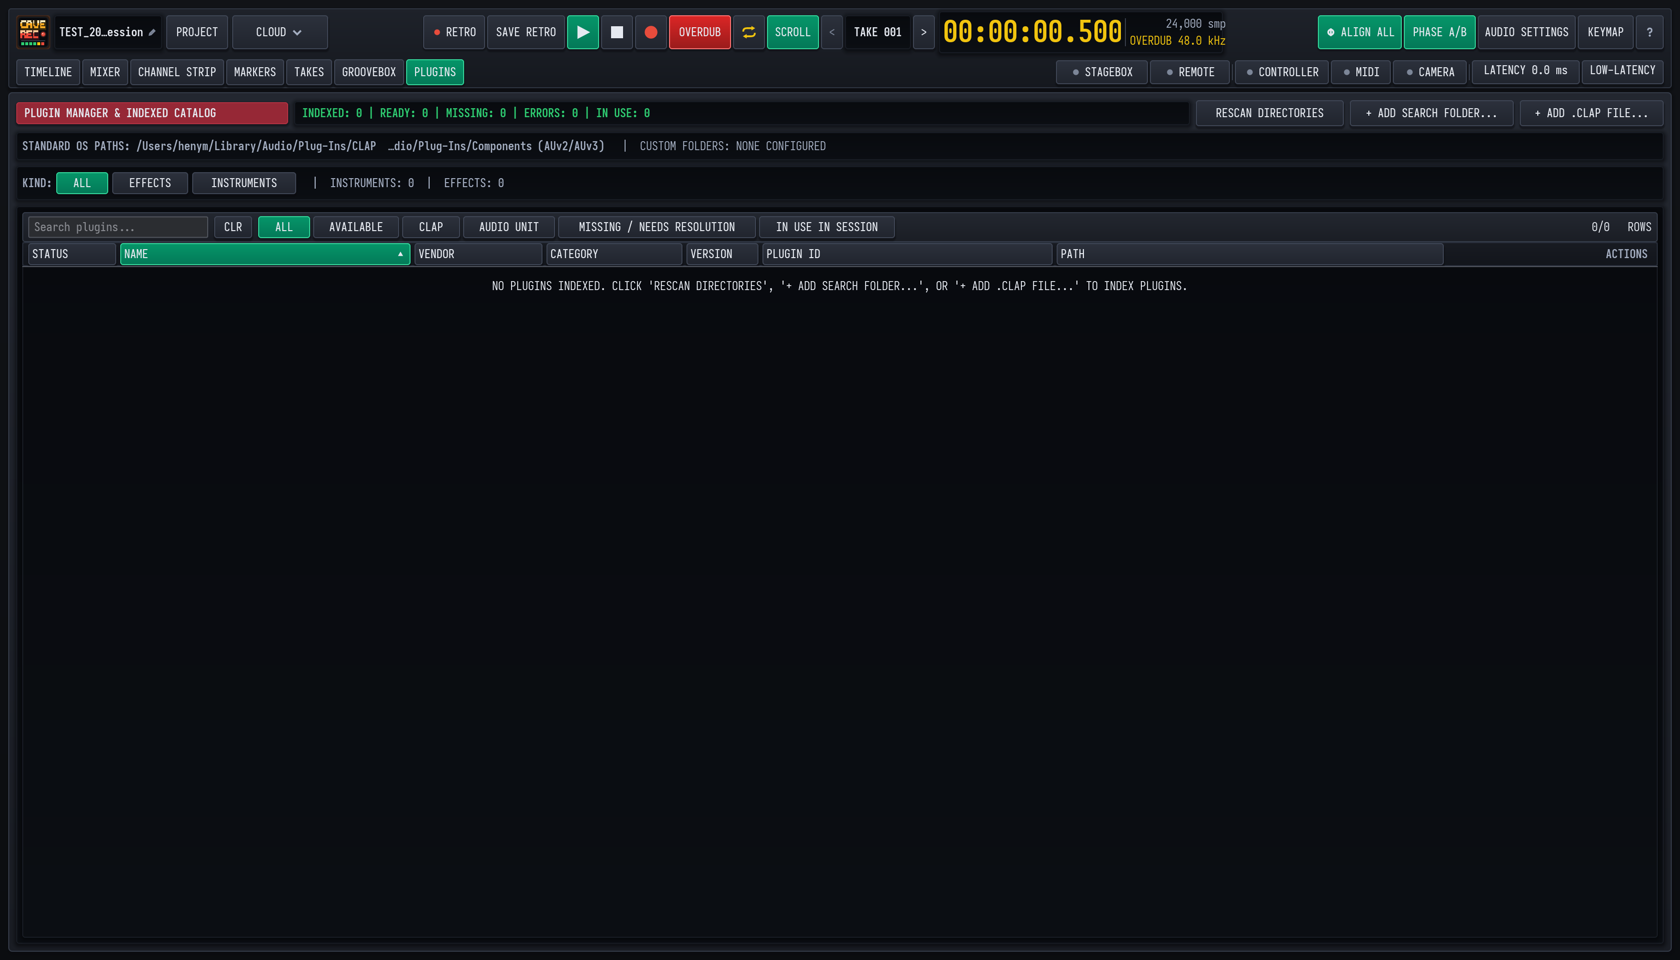 CAVE
REC
TEST_20…ession
PROJECT
CLOUD
RETRO
SAVE RETRO
OVERDUB
SCROLL
<
TAKE 001
>
00:00:00.500
24,000 smp
OVERDUB 48.0 kHz
ALIGN ALL
PHASE A/B
AUDIO SETTINGS
KEYMAP
?
TIMELINE
MIXER
CHANNEL STRIP
MARKERS
TAKES
GROOVEBOX
PLUGINS
STAGEBOX
REMOTE
CONTROLLER
MIDI
CAMERA
LATENCY 0.0 ms
LOW-LATENCY
PLUGIN MANAGER & INDEXED CATALOG
INDEXED: 0 | READY: 0 | MISSING: 0 | ERRORS: 0 | IN USE: 0
RESCAN DIRECTORIES
+ ADD SEARCH FOLDER...
+ ADD .CLAP FILE...
STANDARD OS PATHS: /Users/henym/Library/Audio/Plug-Ins/CLAP …dio/Plug-Ins/Components (AUv2/AUv3) | CUSTOM FOLDERS: NONE CONFIGURED
KIND: ALL EFFECTS INSTRUMENTS | INSTRUMENTS: 0 | EFFECTS: 0
Search plugins...
CLR
ALL
AVAILABLE
CLAP
AUDIO UNIT
MISSING / NEEDS RESOLUTION
IN USE IN SESSION
0/0 ROWS
STATUS
NAME
VENDOR
CATEGORY
VERSION
PLUGIN ID
PATH
ACTIONS
NO PLUGINS INDEXED. CLICK 'RESCAN DIRECTORIES', '+ ADD SEARCH FOLDER...', OR '+ ADD .CLAP FILE...' TO INDEX PLUGINS.